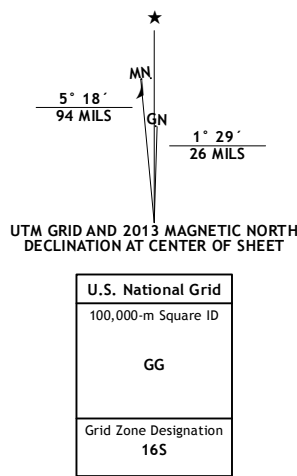 MN
5° 18´
94 MILS
GN
1° 29´
26 MILS
UTM GRID AND 2013 MAGNETIC NORTH
DECLINATION AT CENTER OF SHEET
U.S. National Grid
100,000-m Square ID
GG
Grid Zone Designation
16S